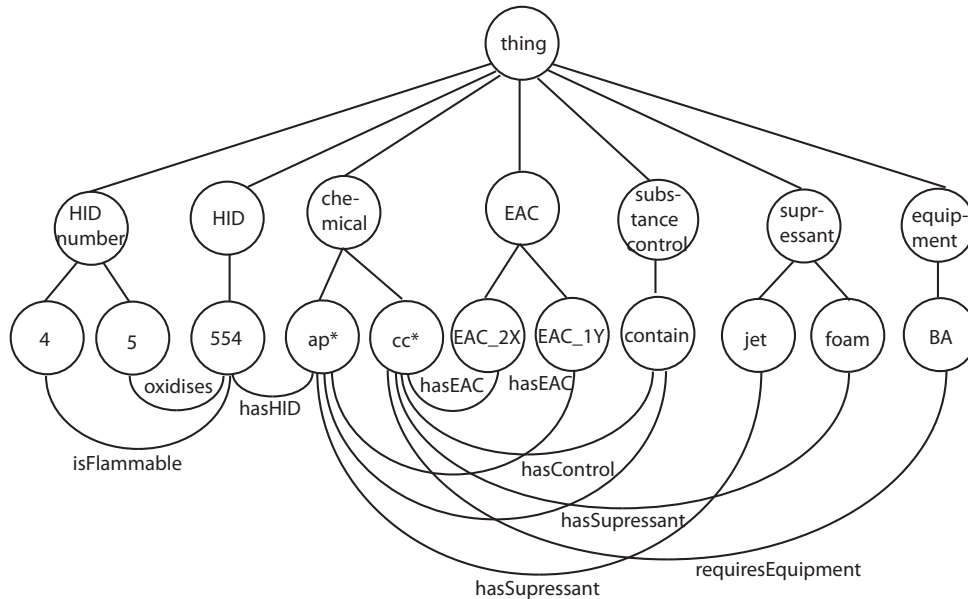 thing
HID
number
HID
che-
mical
EAC
subs-
tance
control
supr-
essant
equip-
ment
4
5
554
ap*
cc*
EAC_2X
EAC_1Y
contain
jet
foam
BA
oxidises
hasEAC
hasEAC
hasHID
isFlammable
hasControl
hasSupressant
requiresEquipment
hasSupressant